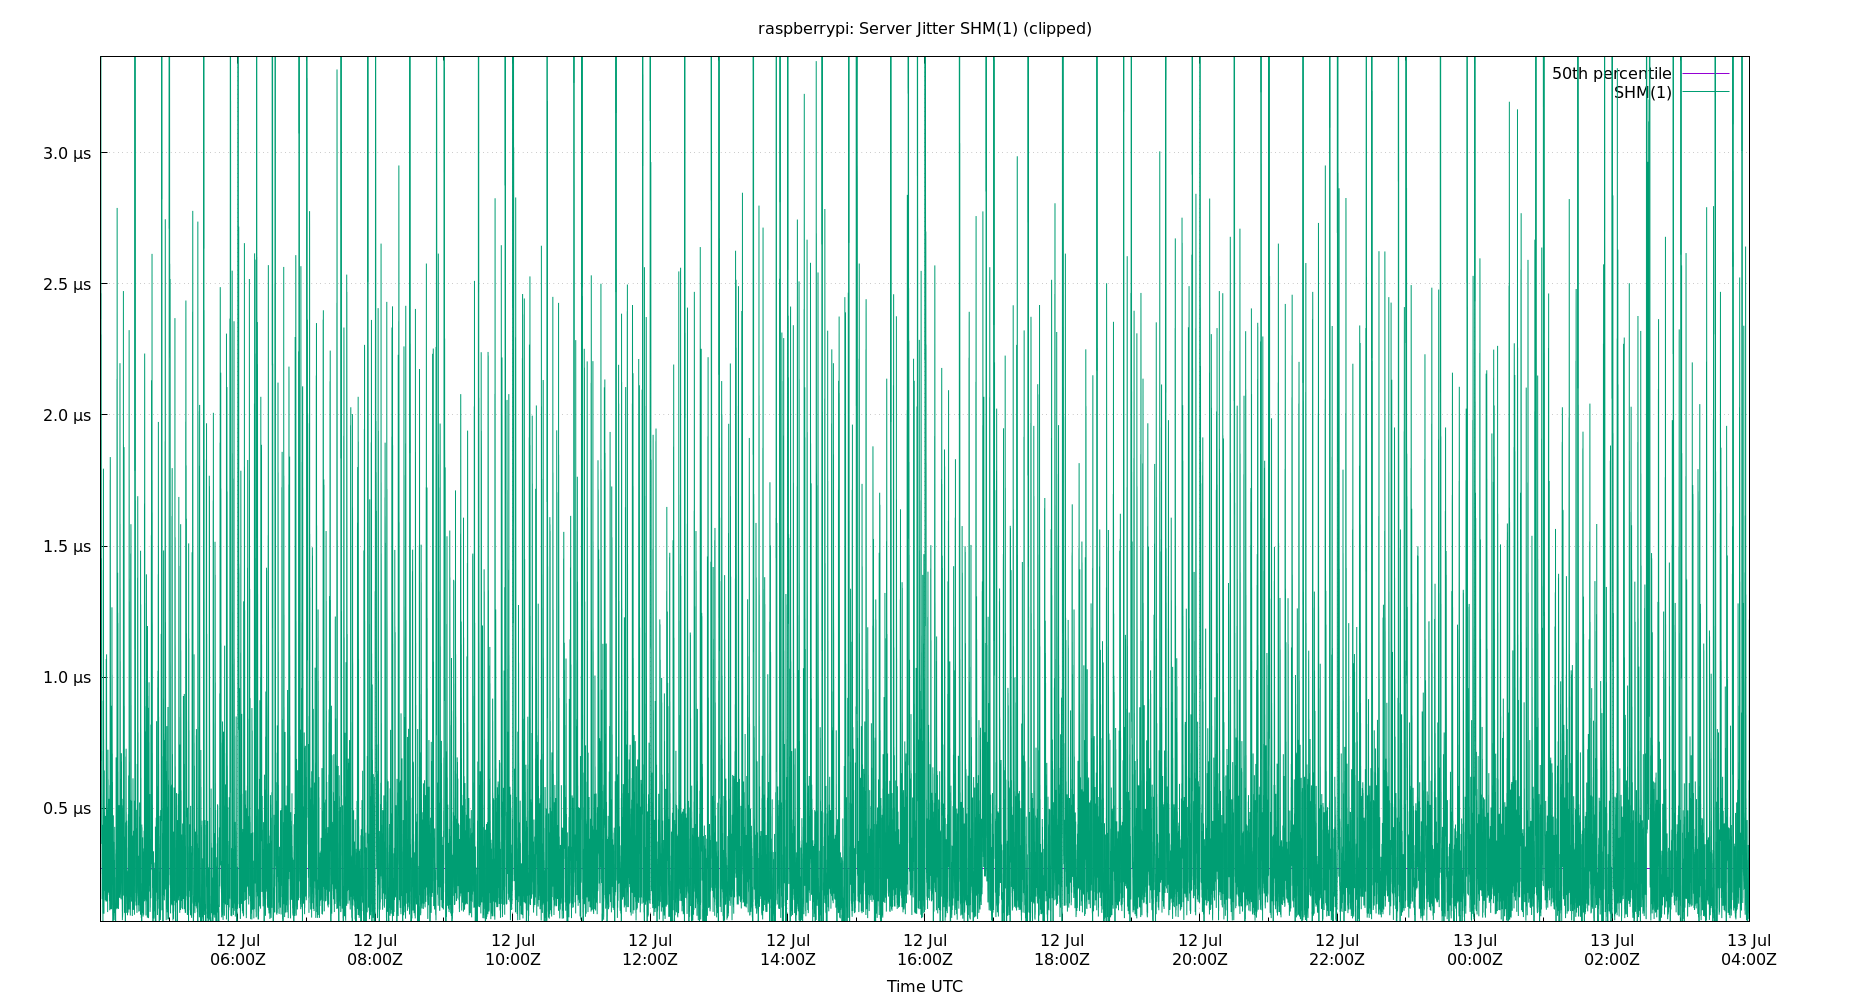 raspberrypi: Server Jitter SHM(1) (clipped)
50th percentile
SHM(1)
3.0 µs
2.5 µs
2.0 µs
1.5 µs
1.0 µs
0.5 µs
12 Jul 12 Jul 12 Jul 12 Jul 12 Jul 12 Jul 12 Jul 12 Jul 12 Jul 13 Jul 13 Jul 13 Jul
06:00Z 08:00Z 10:00Z 12:00Z 14:00Z 16:00Z 18:00Z 20:00Z 22:00Z 00:00Z 02:00Z 04:00Z
Time UTC